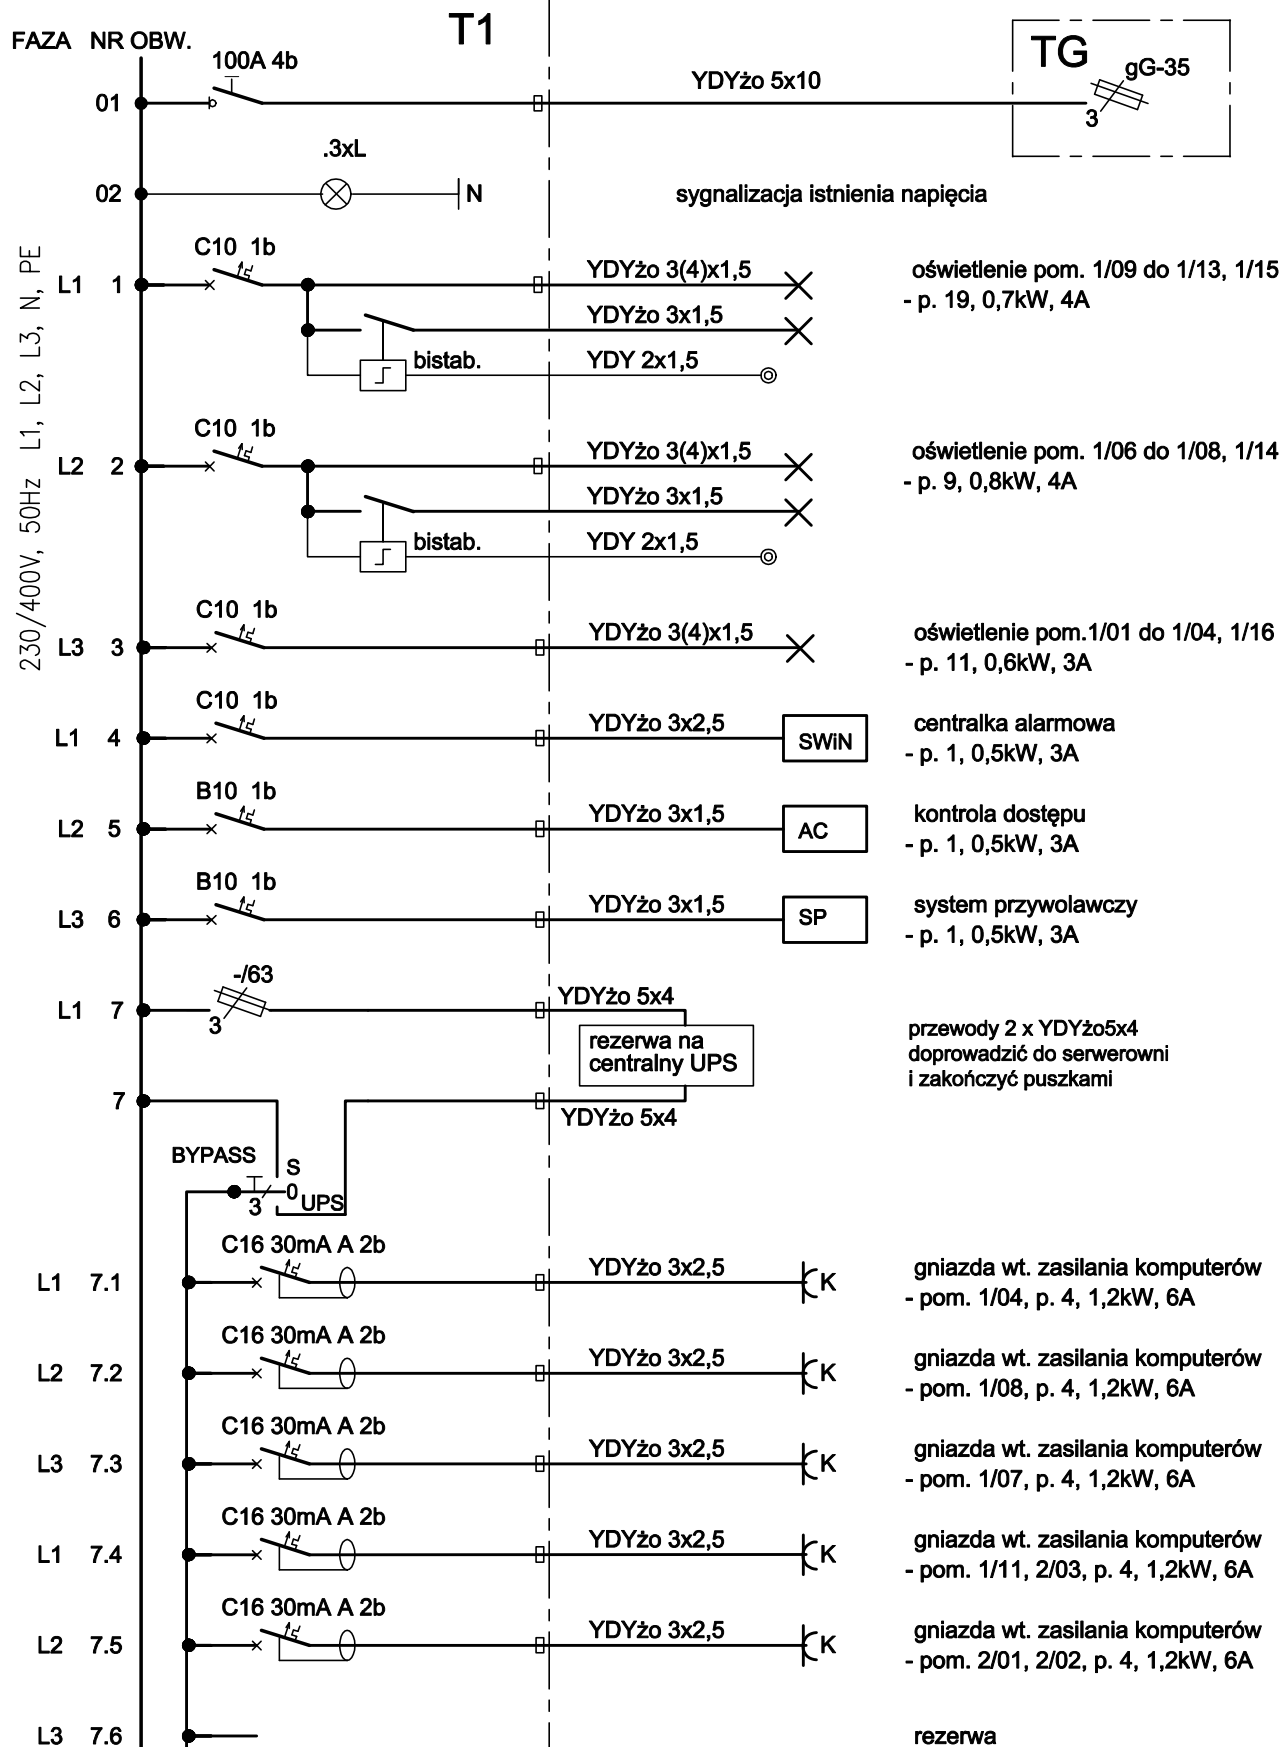 T1
FAZA NR OBW.
TG
100A 4b
YDYżo 5x10
gG-35
01
3
.3xL
02
N
sygnalizacja istnienia napięcia
230/400V, 50Hz L1, L2, L3, N, PE
C10 1b
L1 1
YDYżo 3(4)x1,5
oświetlenie pom. 1/09 do 1/13, 1/15
- p. 19, 0,7kW, 4A
YDYżo 3x1,5
bistab.
YDY 2x1,5
C10 1b
L2 2
YDYżo 3(4)x1,5
oświetlenie pom. 1/06 do 1/08, 1/14
- p. 9, 0,8kW, 4A
YDYżo 3x1,5
bistab.
YDY 2x1,5
C10 1b
L3 3
YDYżo 3(4)x1,5
oświetlenie pom.1/01 do 1/04, 1/16
- p. 11, 0,6kW, 3A
C10 1b
L1 4
YDYżo 3x2,5
SWiN
centralka alarmowa
- p. 1, 0,5kW, 3A
B10 1b
L2 5
YDYżo 3x1,5
AC
kontrola dostępu
- p. 1, 0,5kW, 3A
B10 1b
L3 6
YDYżo 3x1,5
SP
system przywolawczy
- p. 1, 0,5kW, 3A
-/63
L1 7
3
YDYżo 5x4
rezerwa na
centralny UPS
przewody 2 x YDYżo5x4
doprowadzić do serwerowni
i zakończyć puszkami
7
YDYżo 5x4
BYPASS
S
0
3
UPS
C16 30mA A 2b
L1 7.1
YDYżo 3x2,5
K
gniazda wt. zasilania komputerów
- pom. 1/04, p. 4, 1,2kW, 6A
C16 30mA A 2b
L2 7.2
YDYżo 3x2,5
K
gniazda wt. zasilania komputerów
- pom. 1/08, p. 4, 1,2kW, 6A
C16 30mA A 2b
L3 7.3
YDYżo 3x2,5
K
gniazda wt. zasilania komputerów
- pom. 1/07, p. 4, 1,2kW, 6A
C16 30mA A 2b
L1 7.4
YDYżo 3x2,5
K
gniazda wt. zasilania komputerów
- pom. 1/11, 2/03, p. 4, 1,2kW, 6A
C16 30mA A 2b
L2 7.5
YDYżo 3x2,5
K
gniazda wt. zasilania komputerów
- pom. 2/01, 2/02, p. 4, 1,2kW, 6A
L3 7.6
rezerwa